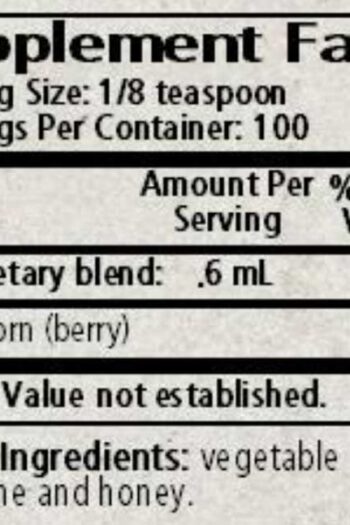 pplement Fa
g Size: 1/8 teaspoon
gs Per Container: 100
Amount Per %
Serving V
etary blend: .6 mL
orn (berry)
Value not established.
Ingredients: vegetable
ne and honey.